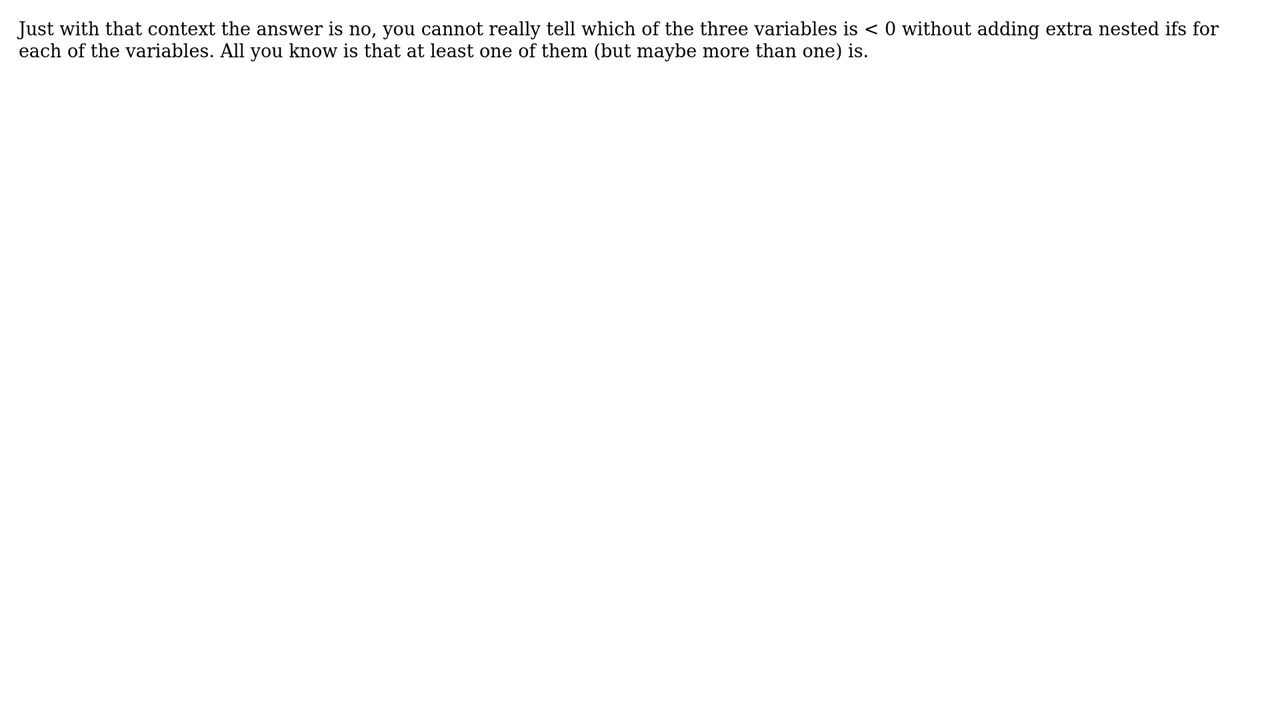 Just with that context the answer is no, you cannot really tell which of the three variables is < 0 without adding extra nested ifs for
each of the variables. All you know is that at least one of them (but maybe more than one) is.